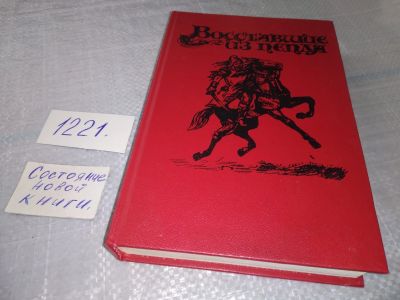 Восставшие
из пепла
1221.
Состояние
новой
книги.